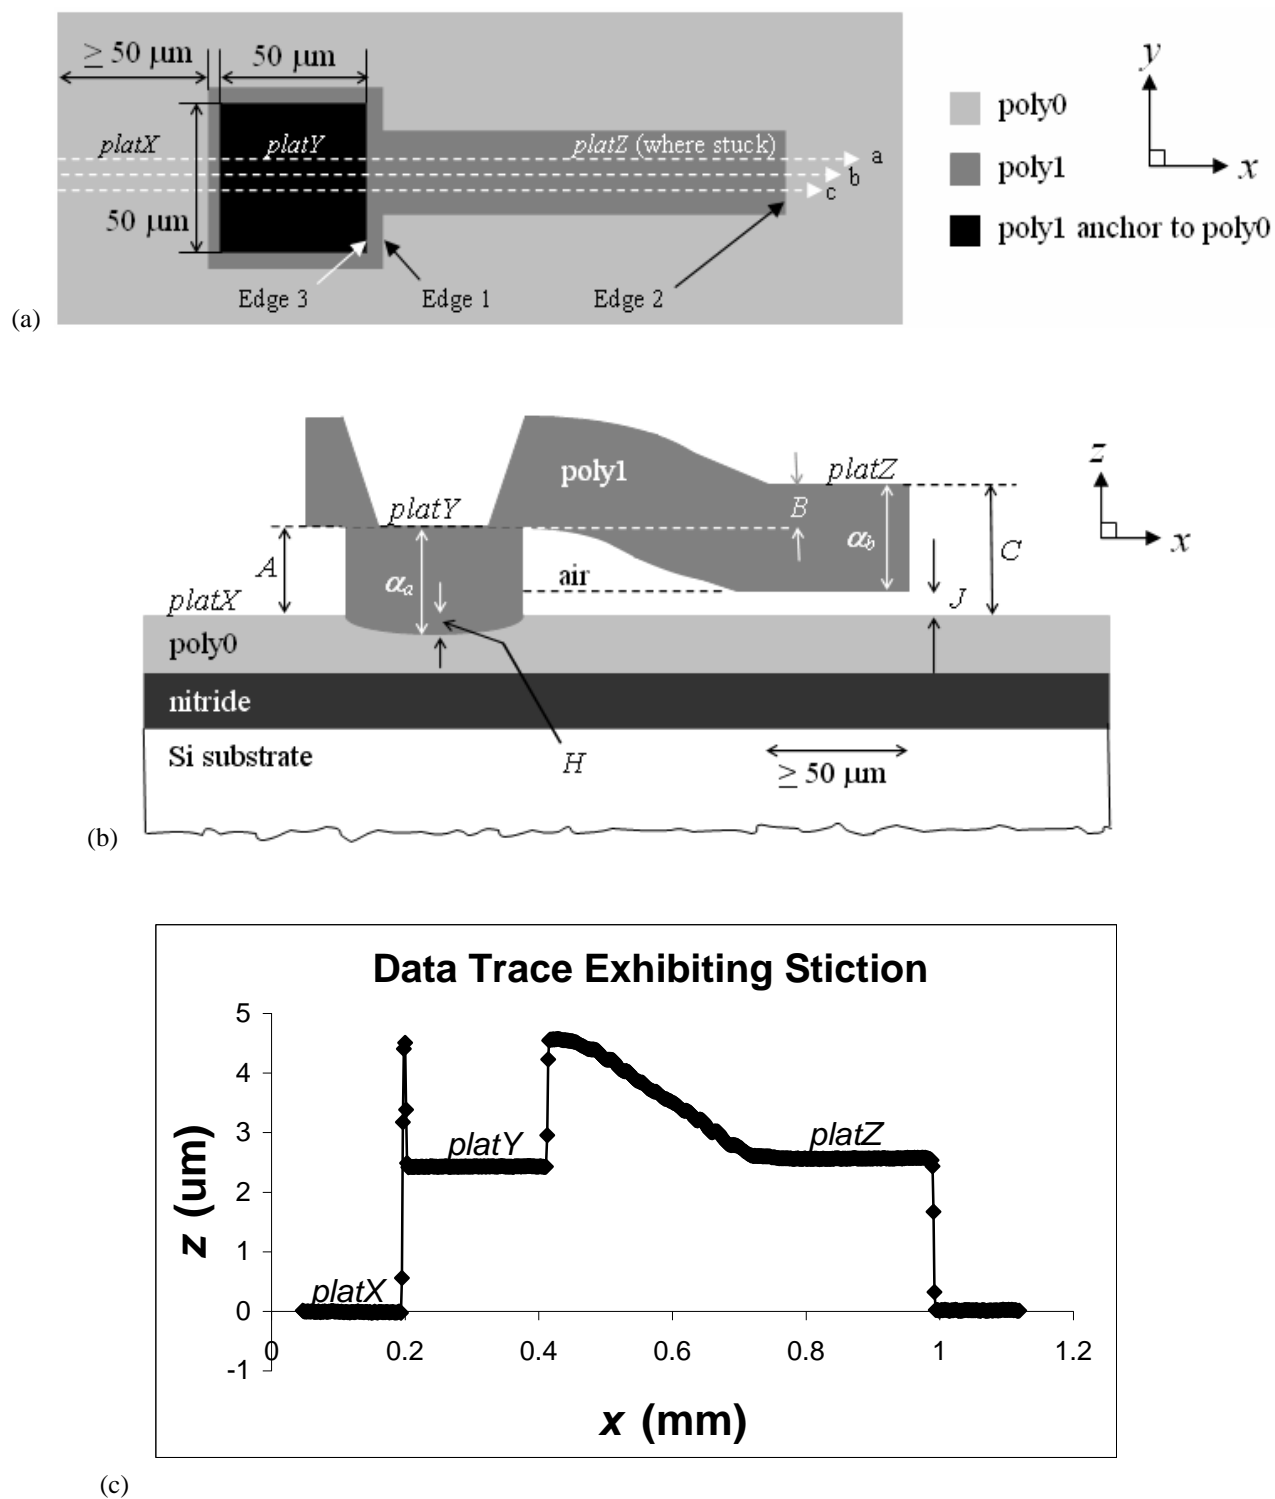 ≥ 50 μm
50 μm
platX
platY
platZ (where stuck)
a
b
c
50 μm
Edge 3
Edge 1
Edge 2
(a)
poly0
poly1
poly1 anchor to poly0
y
x
poly1
platZ
platY
B
A
αa
αb
C
air
platX
J
poly0
nitride
Si substrate
H
≥ 50 μm
z
x
(b)
Data Trace Exhibiting Stiction
z (um)
5
4
3
2
1
0
-1
platX
platY
platZ
0
0.2
0.4
0.6
0.8
1
1.2
x (mm)
(c)